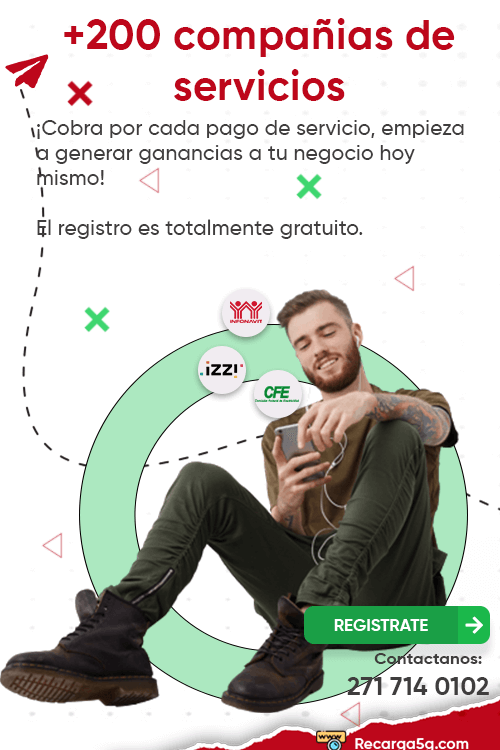 +200 compañias de
servicios
¡Cobra por cada pago de servicio, empieza
a generar ganancias a tu negocio hoy
mismo!
El registro es totalmente gratuito.
INFONAVIT
izzi
CFE
Comisión Federal de Electricidad
REGISTRATE
Contactanos:
271 714 0102
www
Recarga5g.com